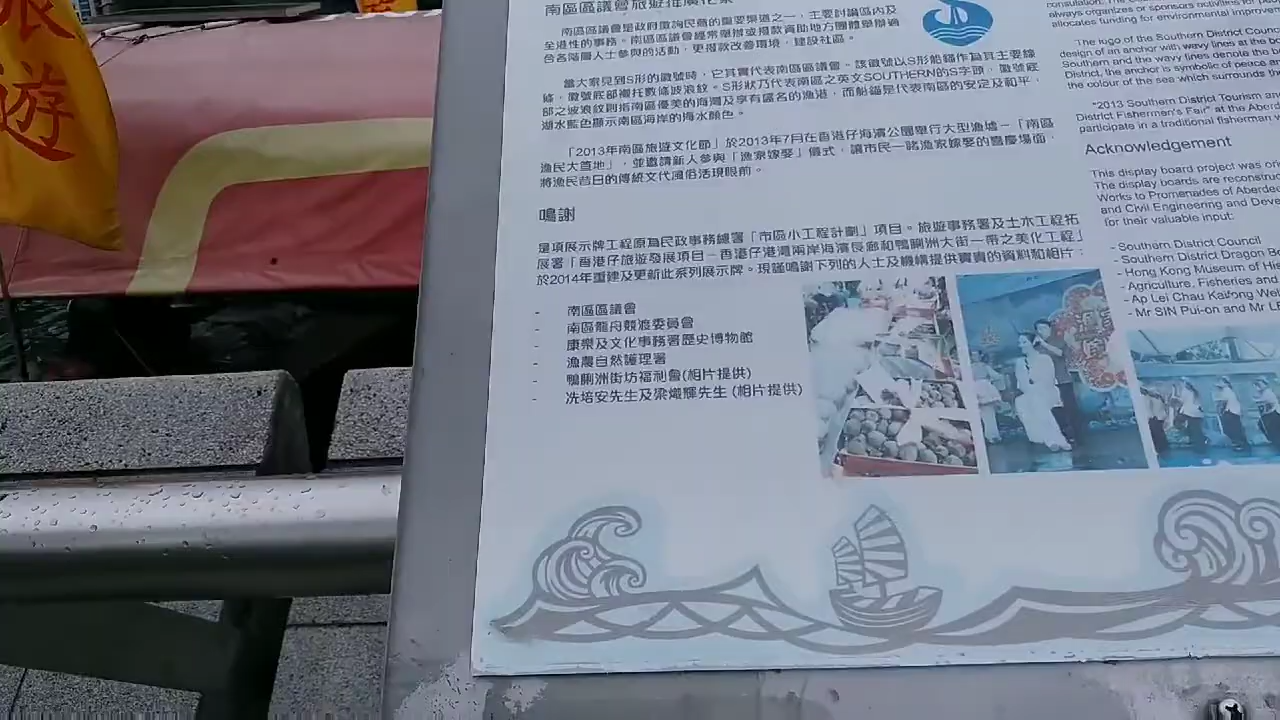 旅
遊
南區區議會旅遊推廣化系
南區區議會是政府徵詢民意的重要渠道之一，主要討論區內及
全港性的事務。南區區議會經常舉辦或撥款資助地方團體舉辦適
合各階層人士參與的活動，更撥款改善環境，建設社區。
當大家見到S形的徽號時，它其實代表南區區議會。該徽號以S形能錨作為其主要線
條，徽號底部襯托數條波浪紋。S形狀乃代表南區之英文SOUTHERN的S字頭，徽號底
部之波浪紋則指南區優美的海灣及享有區名的漁港，而船錨是代表南區的安定及和平，
湖水藍色顯示南區海岸的海水顏色。
「2013年南區旅遊文化節」於2013年7月在香港仔海濱公園舉行大型漁墟－「南區
漁民大笪地」，並邀請新人參與「漁家嫁娶」儀式，讓市民一睹漁家嫁娶的喜慶場面，
將漁民昔日的傳統文化風俗活現眼前。
鳴謝
是項展示牌工程原為民政事務總署「市區小工程計劃」項目。旅遊事務署及土木工程拓
展署「香港仔旅遊發展項目－香港仔港灣兩岸海濱長廊和鴨脷洲大街一帶之美化工程」
於2014年重建及更新此系列展示牌。現謹鳴謝下列的人士及機構提供寶貴的資料和相片：
- 南區區議會
- 南區龍舟競渡委員會
- 康樂及文化事務署歷史博物館
- 漁農自然護理署
- 鴨脷洲街坊福利會(相片提供)
- 冼培安先生及梁熾輝先生 (相片提供)
always organizes or sponsors activities for
allocates funding for environmental improvem
The logo of the Southern District Counc
design of an anchor with wavy lines at the bo
Southern and the wavy lines denote the
District, the anchor is symbolic of peace an
the colour of the sea which surrounds th
"2013 Southern District Tourism and
District Fishermen's Fair" at the Aberd
participate in a traditional fisherman
Acknowledgement
This display board project was ori
The display boards are reconstruc
Works to Promenades of Aberde
and Civil Engineering and Deve
for their valuable input:
- Southern District Council
- Southern District Dragon B
- Hong Kong Museum of Hi
- Agriculture, Fisheries and
- Ap Lei Chau Kaifong Wel
- Mr SIN Pui-on and Mr L